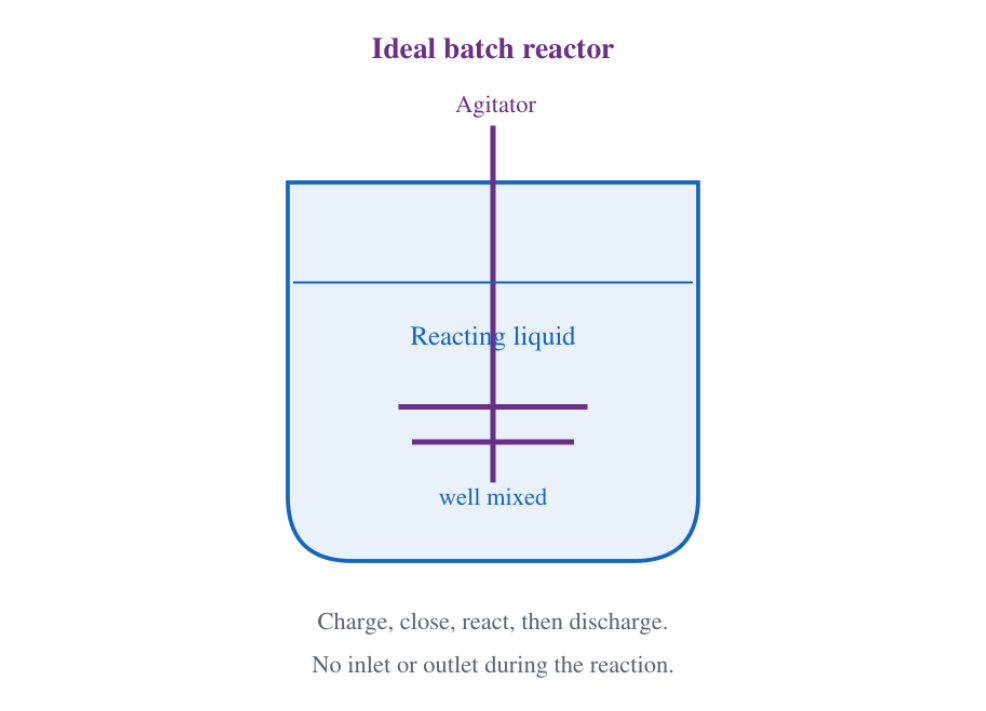 Ideal batch reactor
Agitator
Reacting liquid
well mixed
Charge, close, react, then discharge.
No inlet or outlet during the reaction.